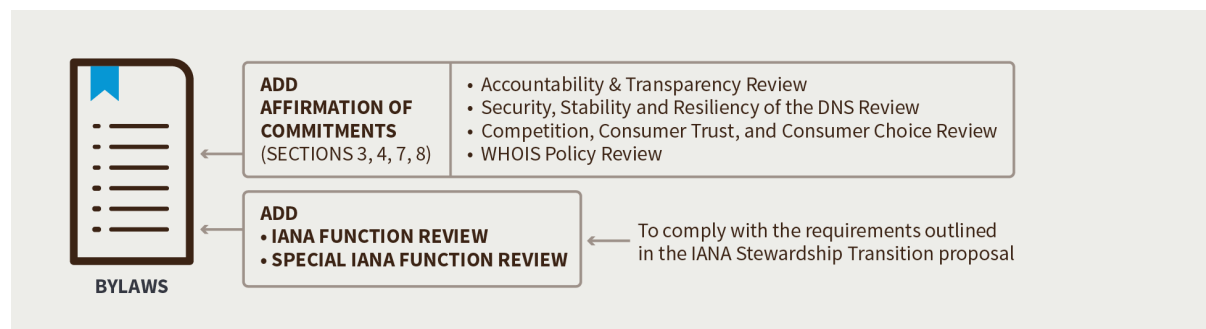 ADD
AFFIRMATION OF
COMMITMENTS
(SECTIONS 3, 4, 7, 8)
• Accountability & Transparency Review
• Security, Stability and Resiliency of the DNS Review
• Competition, Consumer Trust, and Consumer Choice Review
• WHOIS Policy Review
ADD
• IANA FUNCTION REVIEW
• SPECIAL IANA FUNCTION REVIEW
To comply with the requirements outlined
in the IANA Stewardship Transition proposal
BYLAWS